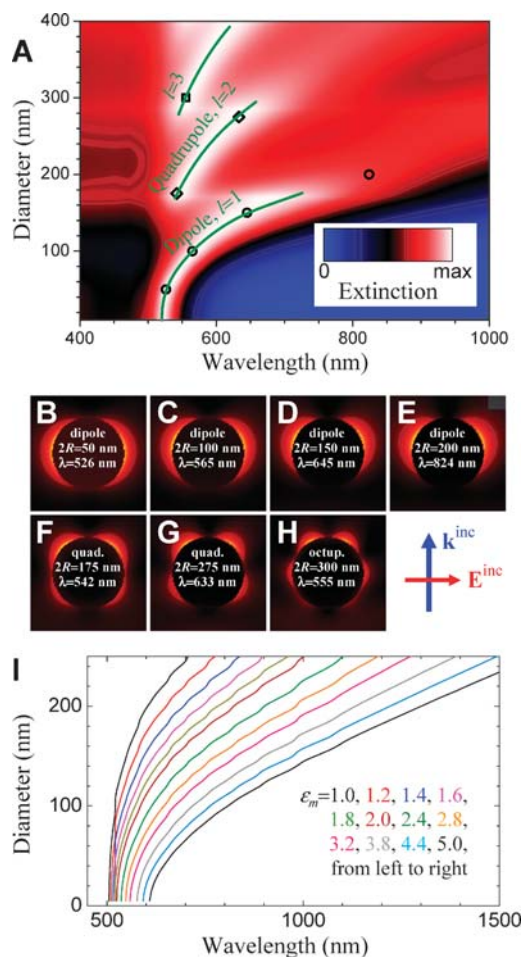 A
400
300
200
100
Diameter (nm)
l=3
Quadrupole, l=2
Dipole, l=1
0
max
Extinction
400
600
800
1000
Wavelength (nm)
B
dipole
2R=50 nm
λ=526 nm
C
dipole
2R=100 nm
λ=565 nm
D
dipole
2R=150 nm
λ=645 nm
E
dipole
2R=200 nm
λ=824 nm
F
quad.
2R=175 nm
λ=542 nm
G
quad.
2R=275 nm
λ=633 nm
H
octup.
2R=300 nm
λ=555 nm
k^inc
E^inc
I
200
100
0
Diameter (nm)
εm=1.0, 1.2, 1.4, 1.6,
1.8, 2.0, 2.4, 2.8,
3.2, 3.8, 4.4, 5.0,
from left to right
450
500
1000
1500
Wavelength (nm)